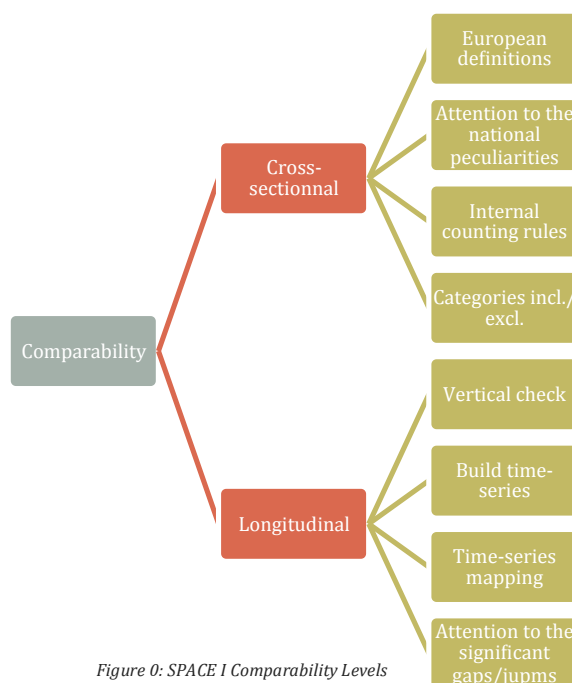 Comparability
Cross-
sectionnal
European
definitions
Attention to the
national
peculiarities
Internal
counting rules
Categories incl./
excl.
Longitudinal
Vertical check
Build time-
series
Time-series
mapping
Attention to the
significant
gaps/jupms
Figure 0: SPACE I Comparability Levels